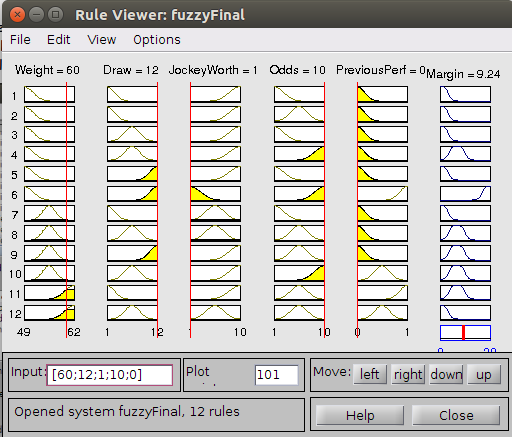 Rule Viewer: fuzzyFinal
File Edit View Options
Weight = 60 Draw = 12 JockeyWorth = 1 Odds = 10 PreviousPerf = 0 Margin = 9.24
1
2
3
4
5
6
7
8
9
10
11
12
49 62 1 12 1 10 1 10 0 1
Input: [60;12;1;10;0] Plot 101 Move: left right down up
Opened system fuzzyFinal, 12 rules
Help Close